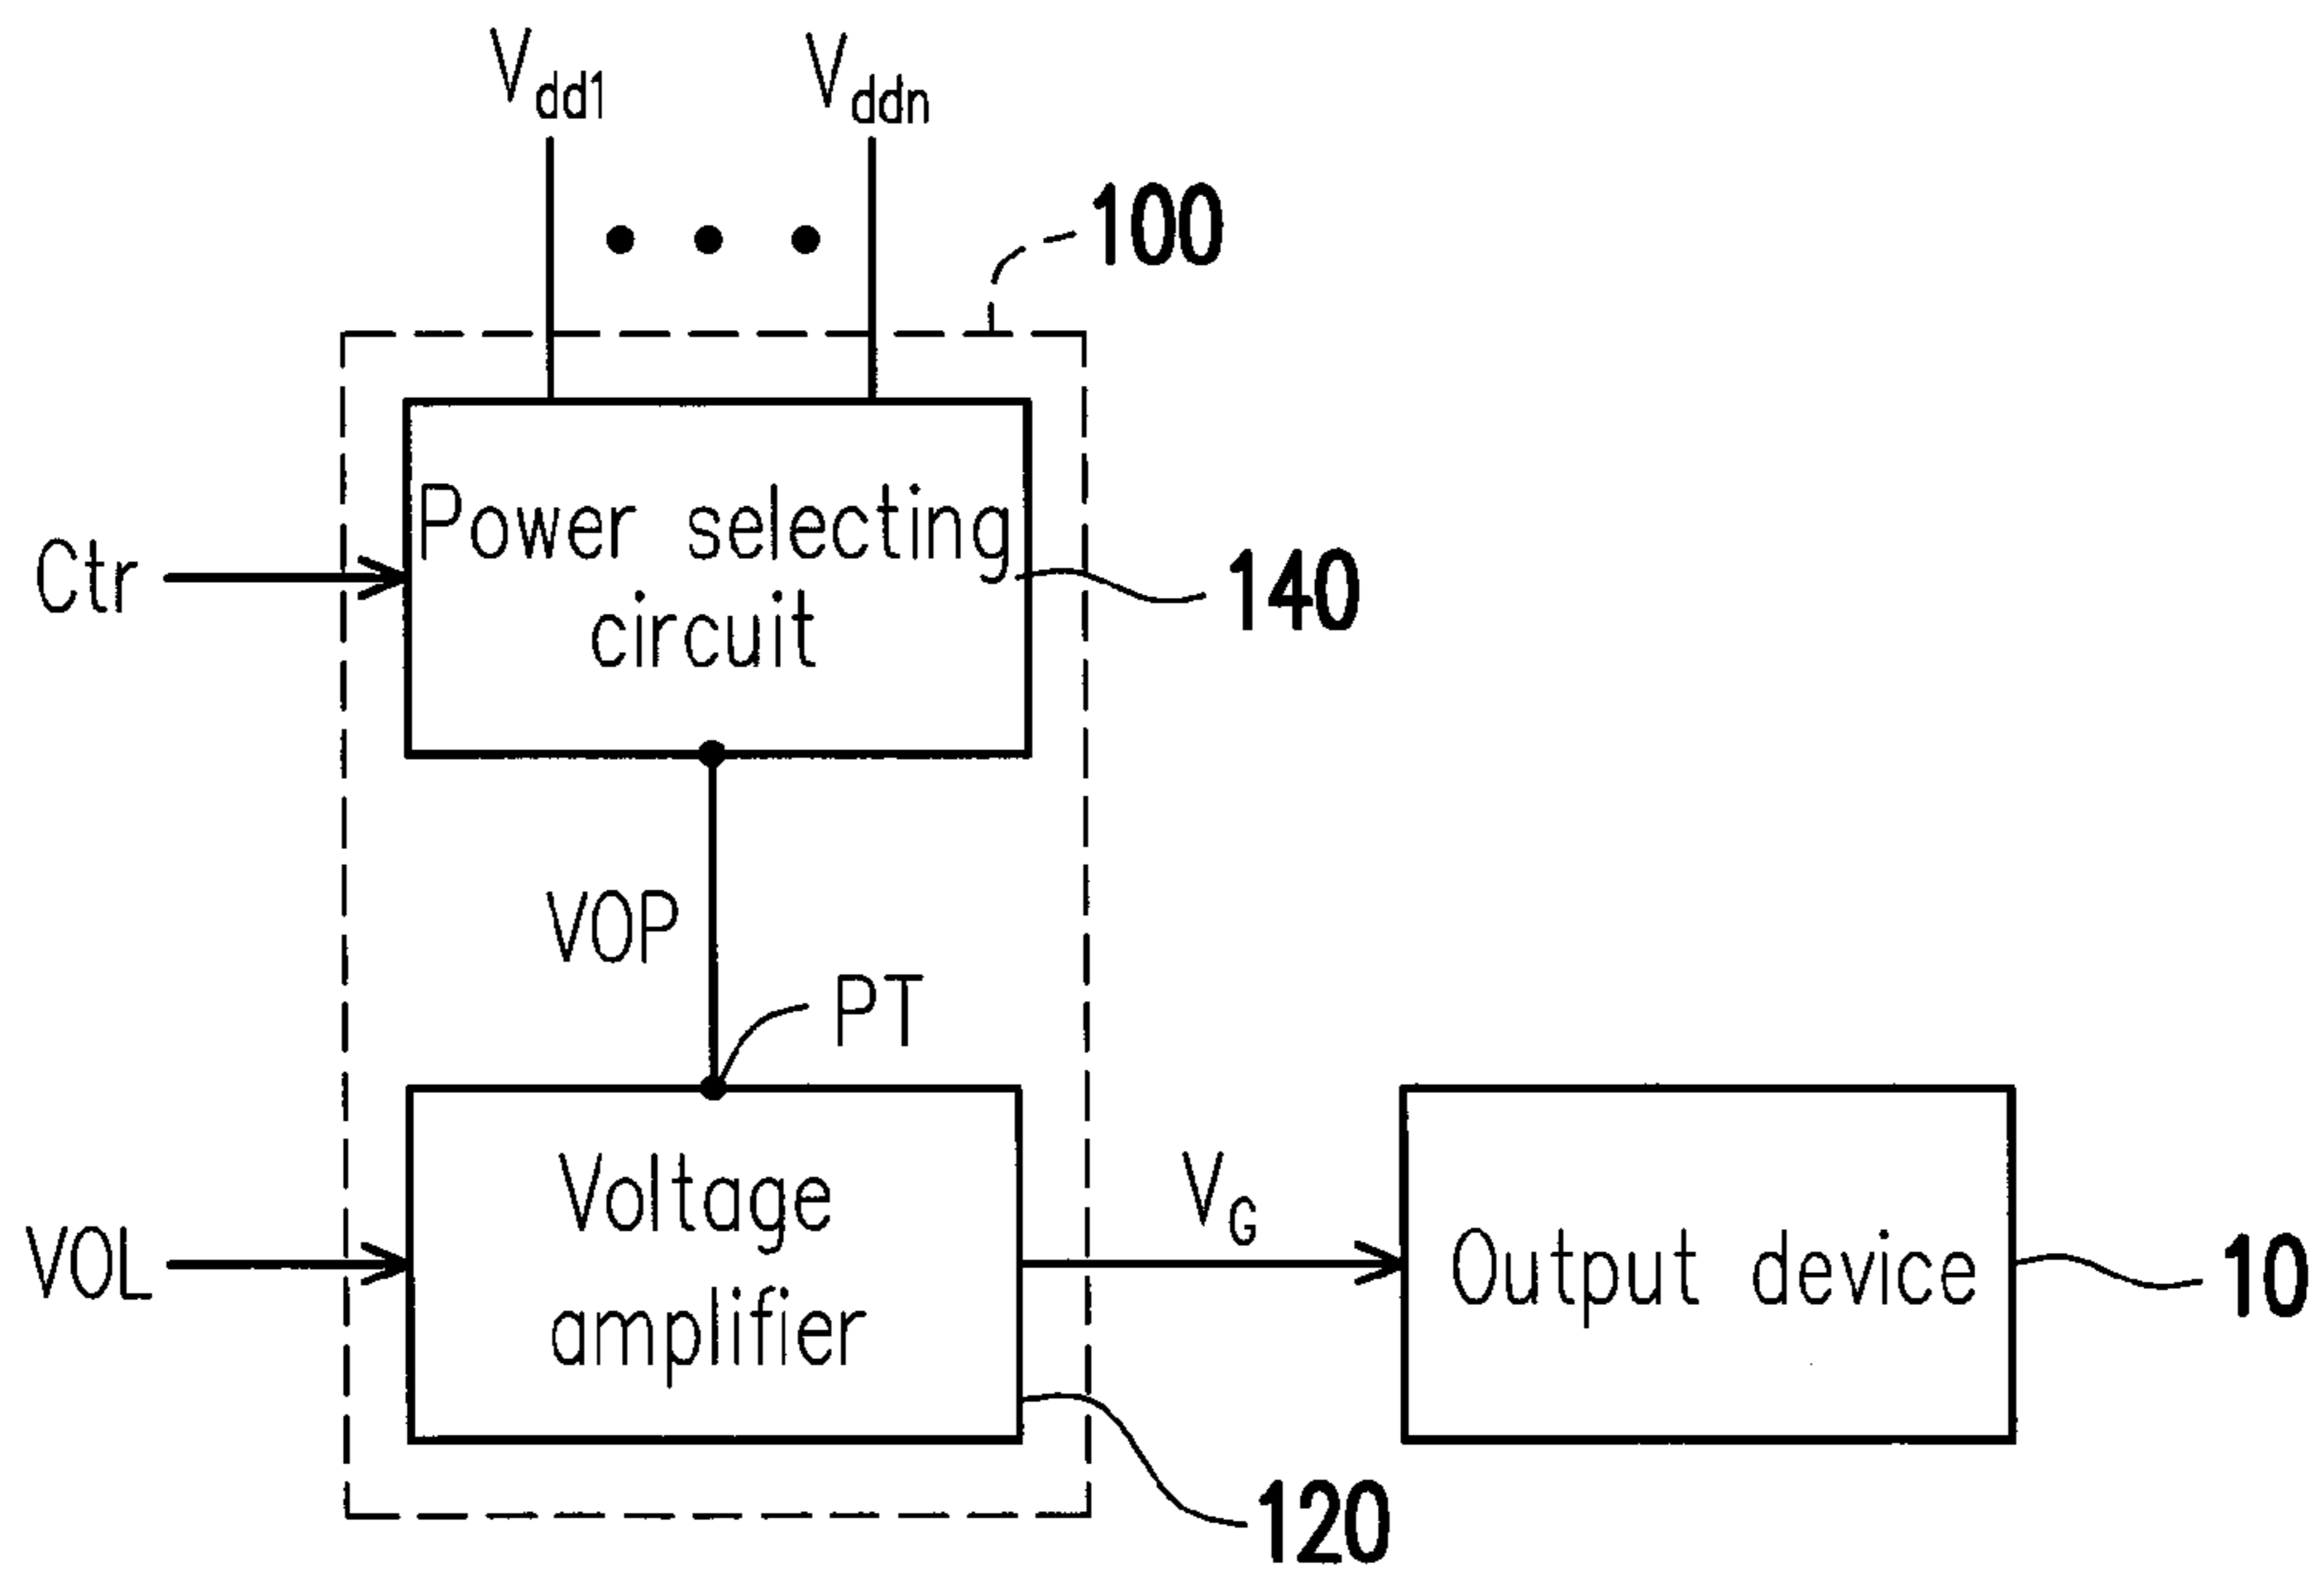 Vdd1 Vddn
100
Power selecting
circuit
Ctr
140
VOP
PT
Voltage
amplifier
VOL
VG
Output device
10
120